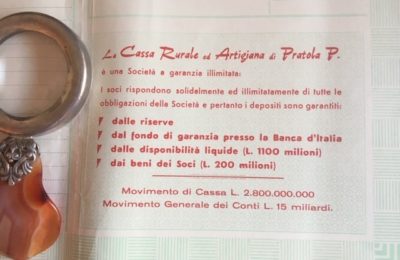 La Cassa Rurale ed Artigiana di Pratola P.
è una Società a garanzia illimitata:
I soci rispondono solidalmente ed illimitatamente di tutte le
obbligazioni della Società e pertanto i depositi sono garantiti:
dalle riserve
dal fondo di garanzia presso la Banca d'Italia
dalle disponibilità liquide (L. 1100 milioni)
dai beni dei Soci (L. 200 milioni)
Movimento di Cassa L. 2.800.000.000
Movimento Generale dei Conti L. 15 miliardi.